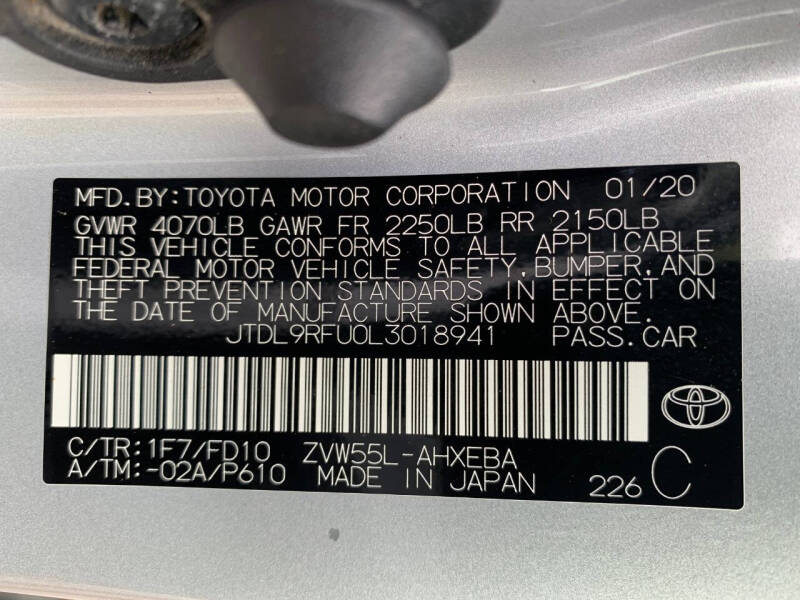 MFD.BY:TOYOTA MOTOR CORPORATION 01/20
GVWR 4070LB GAWR FR 2250LB RR 2150LB
THIS VEHICLE CONFORMS TO ALL APPLICABLE
FEDERAL MOTOR VEHICLE SAFETY,BUMPER,AND
THEFT PREVENTION STANDARDS IN EFFECT ON
THE DATE OF MANUFACTURE SHOWN ABOVE.
JTDL9RFU0L3018941 PASS.CAR
C/TR:1F7/FD10 ZVW55L-AHXEBA
A/TM:-02A/P610 MADE IN JAPAN 226 C